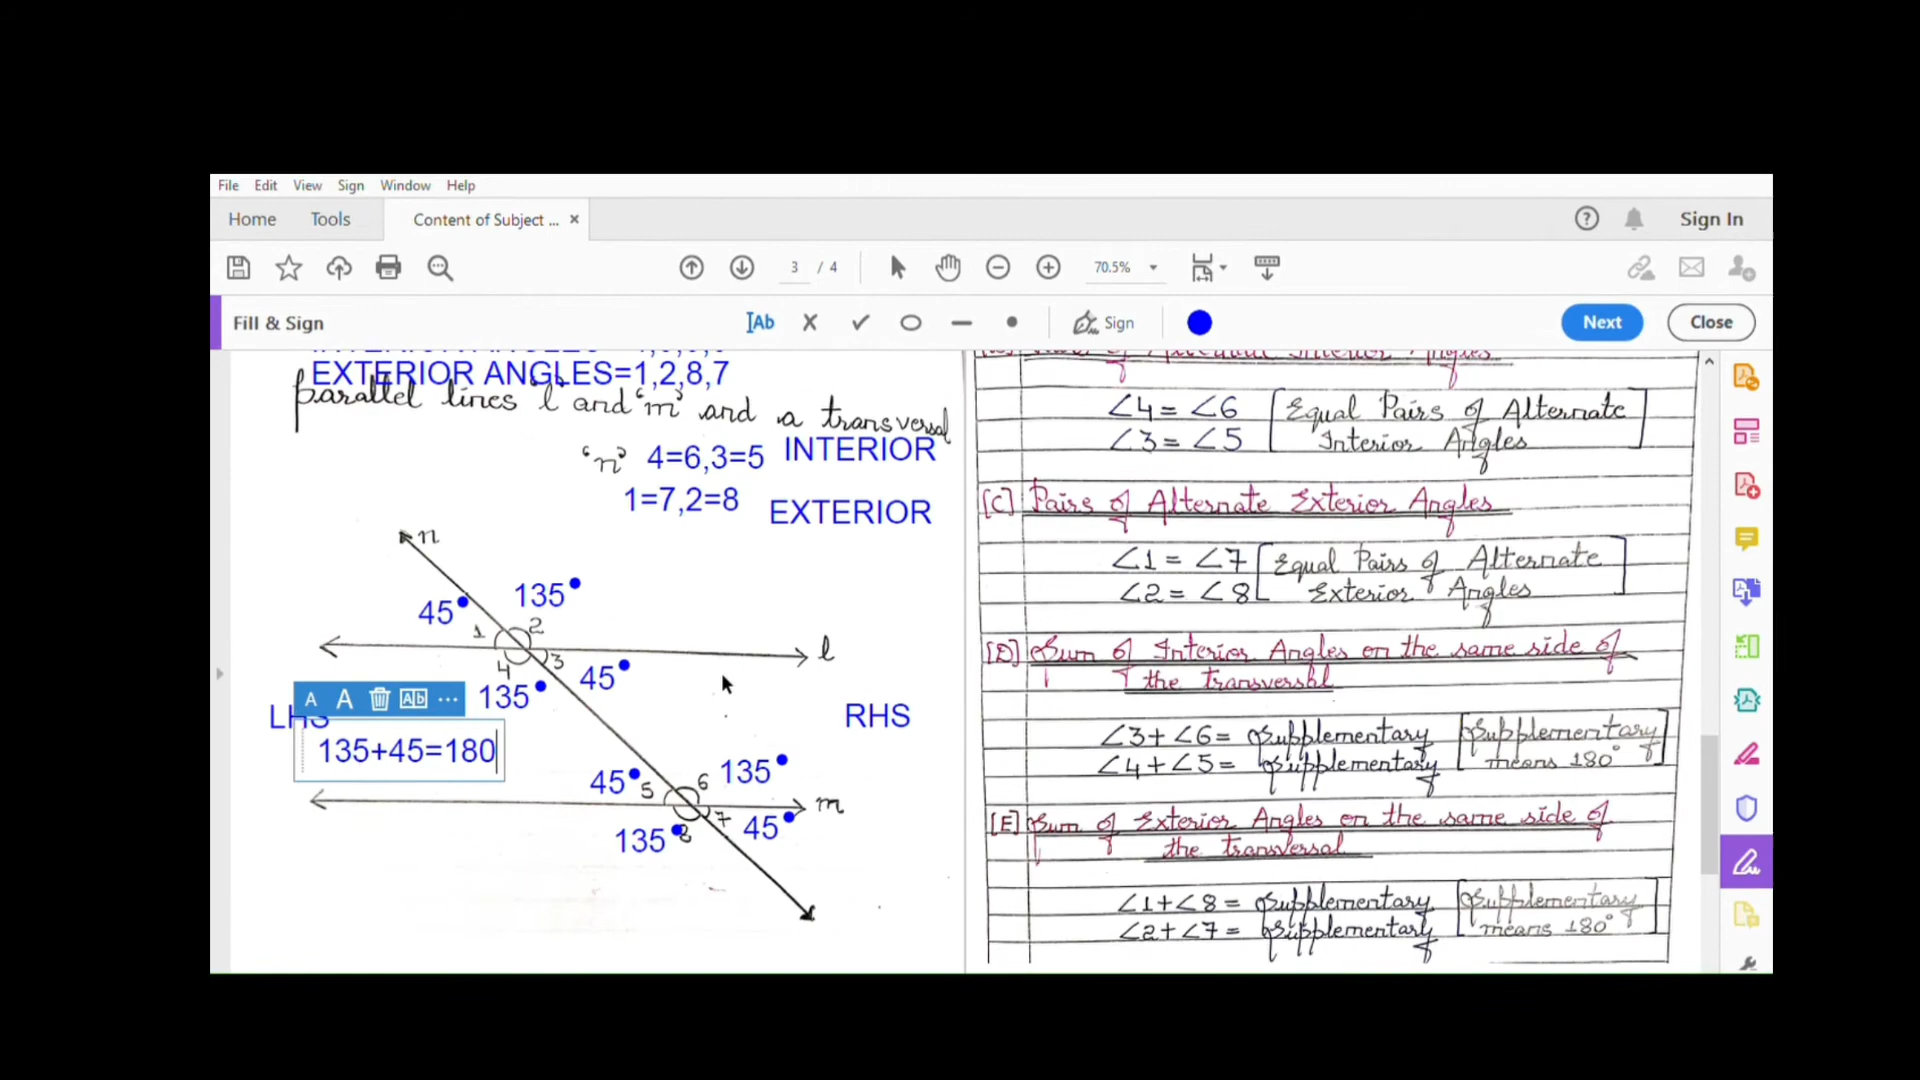 File Edit View Sign Window Help
Home Tools Content of Subject ... ×
Sign In
3 / 4
70.5%
Fill & Sign
IAb
Sign
Next
Close
EXTERIOR ANGLES=1,2,8,7
parallel lines 'l' and 'm' and a transversal
'n' 4=6,3=5 INTERIOR
1=7,2=8 EXTERIOR
n
45 135
1 2
l
4 3
135 45
A A Ab ...
LHS
RHS
135+45=180
45 135
5 6
m
8 7
135 45
∠4 = ∠6 [Equal Pairs of Alternate
∠3 = ∠5 Interior Angles]
[C] Pairs of Alternate Exterior Angles
∠1 = ∠7 [Equal Pairs of Alternate
∠2 = ∠8 Exterior Angles]
[D] Sum of Interior Angles on the same side of
the transversal
∠3+∠6= Supplementary [Supplementary
∠4+∠5= Supplementary means 180°]
[E] Sum of Exterior Angles on the same side of
the transversal
∠1+∠8= Supplementary [Supplementary
∠2+∠7= Supplementary means 180°]